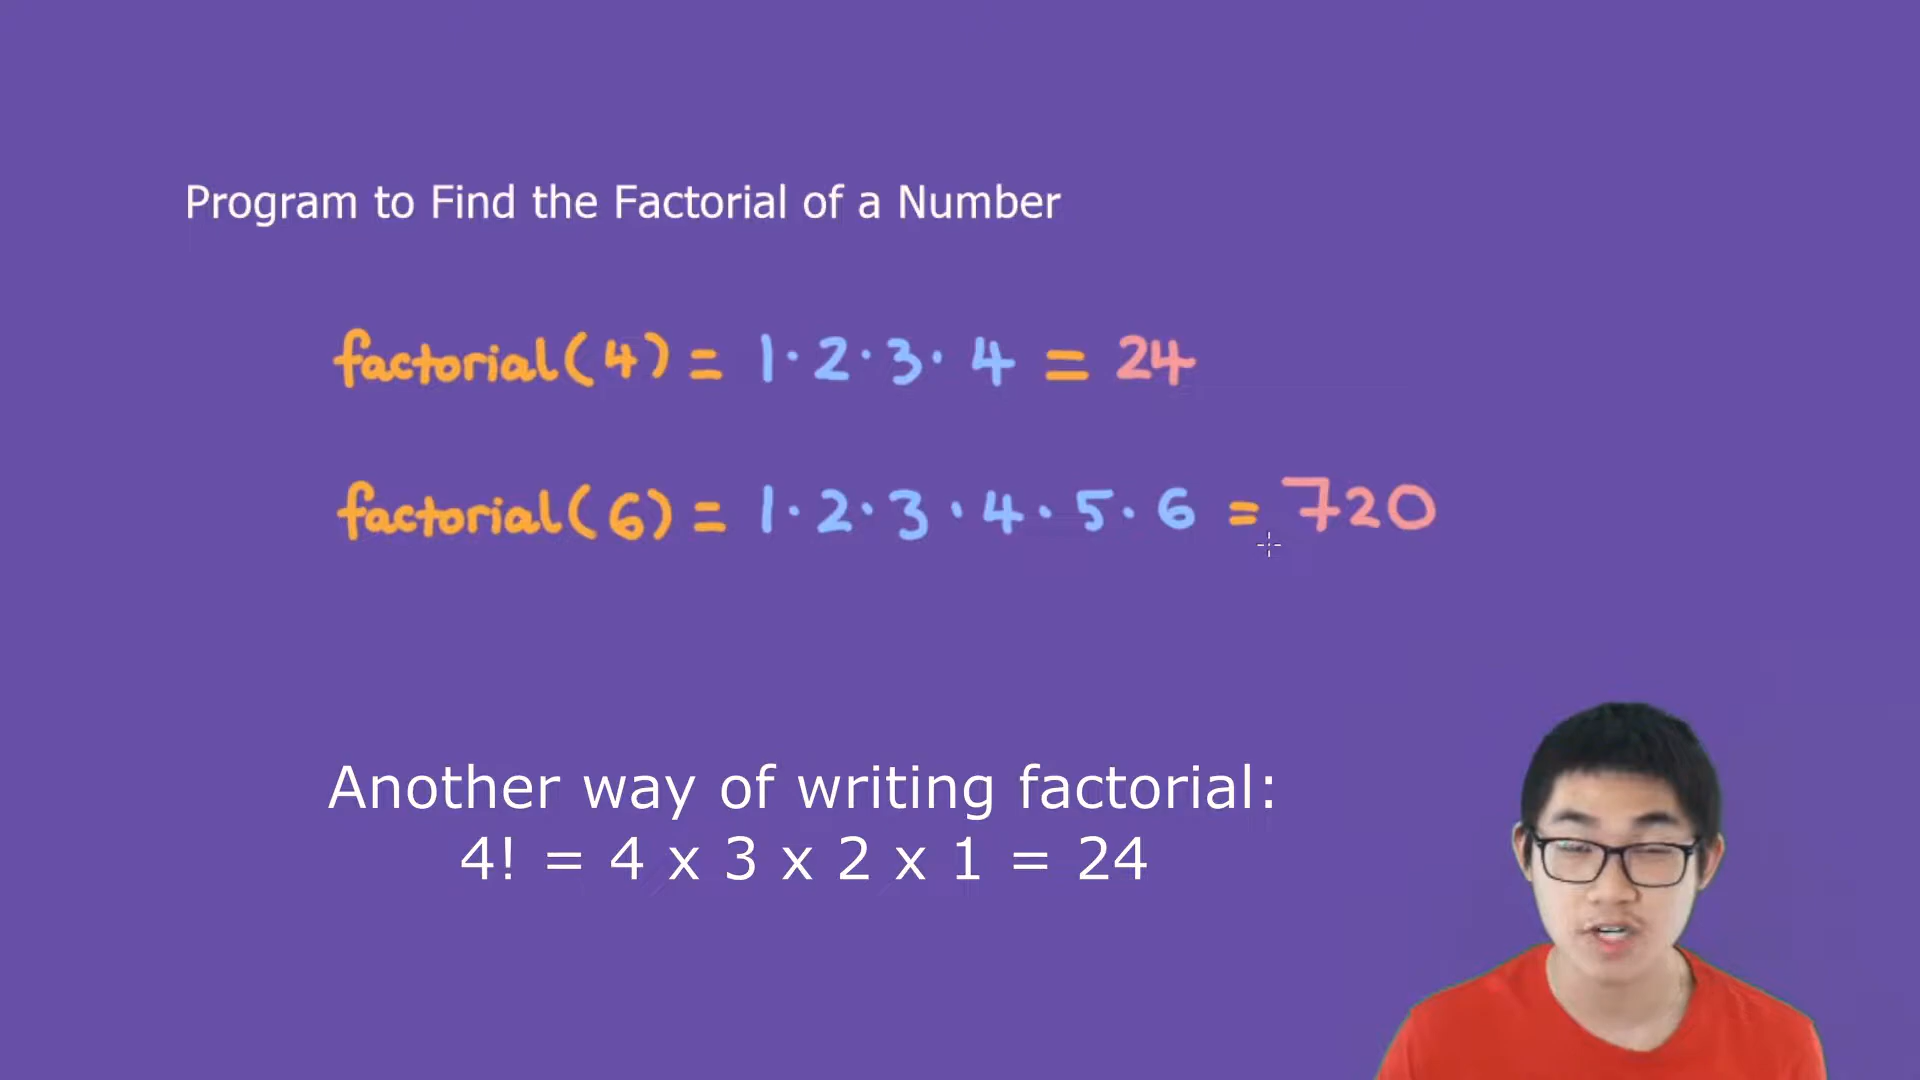 Program to Find the Factorial of a Number
factorial(4) = 1·2·3·4 = 24
factorial(6) = 1·2·3·4·5·6 = 720
Another way of writing factorial:
4! = 4 x 3 x 2 x 1 = 24